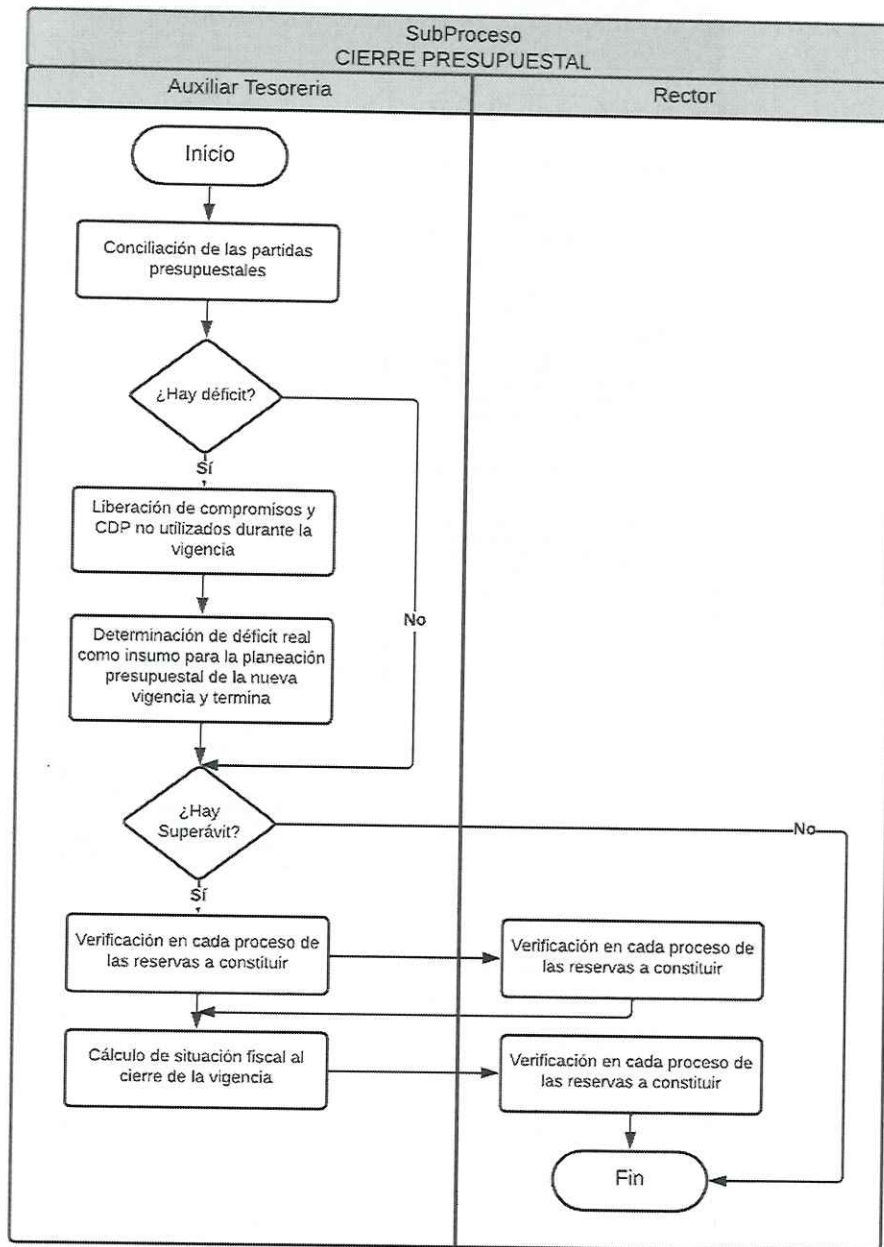 SubProceso
CIERRE PRESUPUESTAL
Auxiliar Tesoreria
Rector
Inicio
Conciliación de las partidas
presupuestales
¿Hay déficit?
Sí
Liberación de compromisos y
CDP no utilizados durante la
vigencia
No
Determinación de déficit real
como insumo para la planeación
presupuestal de la nueva
vigencia y termina
¿Hay
Superávit?
No
Sí
Verificación en cada proceso de
las reservas a constituir
Verificación en cada proceso de
las reservas a constituir
Cálculo de situación fiscal al
cierre de la vigencia
Verificación en cada proceso de
las reservas a constituir
Fin